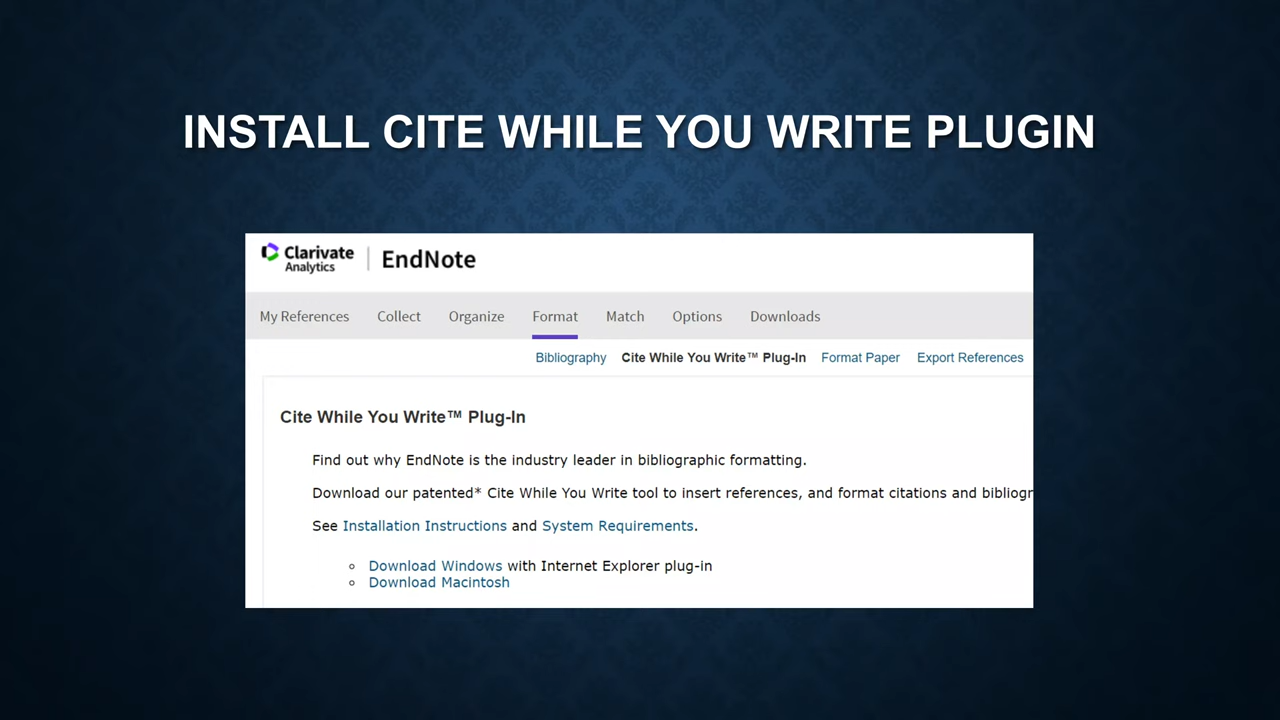 INSTALL CITE WHILE YOU WRITE PLUGIN
Clarivate
Analytics
EndNote
My References Collect Organize Format Match Options Downloads
Bibliography Cite While You Write™ Plug-In Format Paper Export References
Cite While You Write™ Plug-In
Find out why EndNote is the industry leader in bibliographic formatting.
Download our patented* Cite While You Write tool to insert references, and format citations and bibliogr
See Installation Instructions and System Requirements.
Download Windows with Internet Explorer plug-in
Download Macintosh